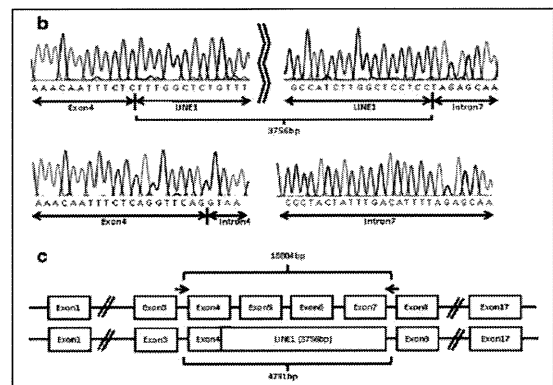 b
AAACAATTTCTCTTTGGCTCTGTTT GCCATCTTGGCTCCTCCTAGAGCAA
Exon4 LINE1 LINE1 Intron7
3756bp
AAACAATTTCTCAGGTTCAGGTAA CCCTACTATTTGACATTTTAGAGCAA
Exon4 Intron4 Intron7
c
Exon1 Exon3 Exon4 Exon5 Exon6 Exon7 Exon8 Exon17
Exon1 Exon3 Exon4 LINE1 (3756bp) Exon8 Exon17
4791bp